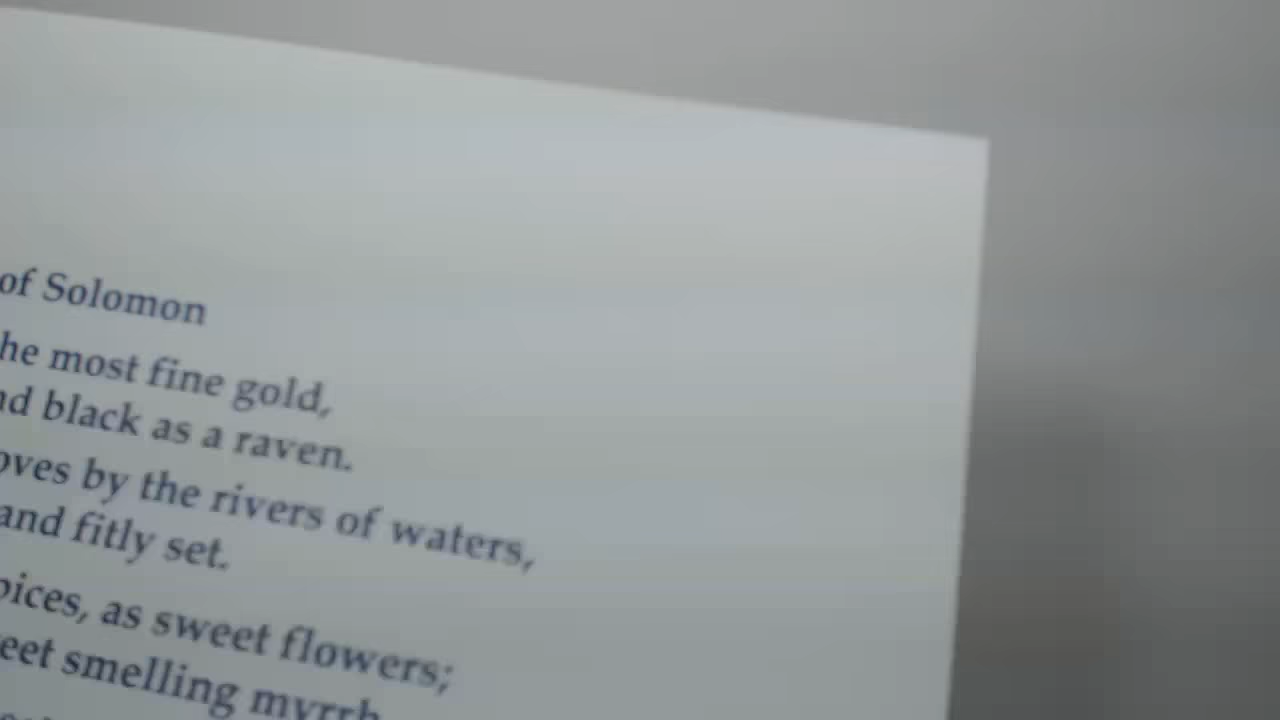 of Solomon
he most fine gold,
nd black as a raven.
oves by the rivers of waters,
and fitly set.
pices, as sweet flowers;
eet smelling myrrh